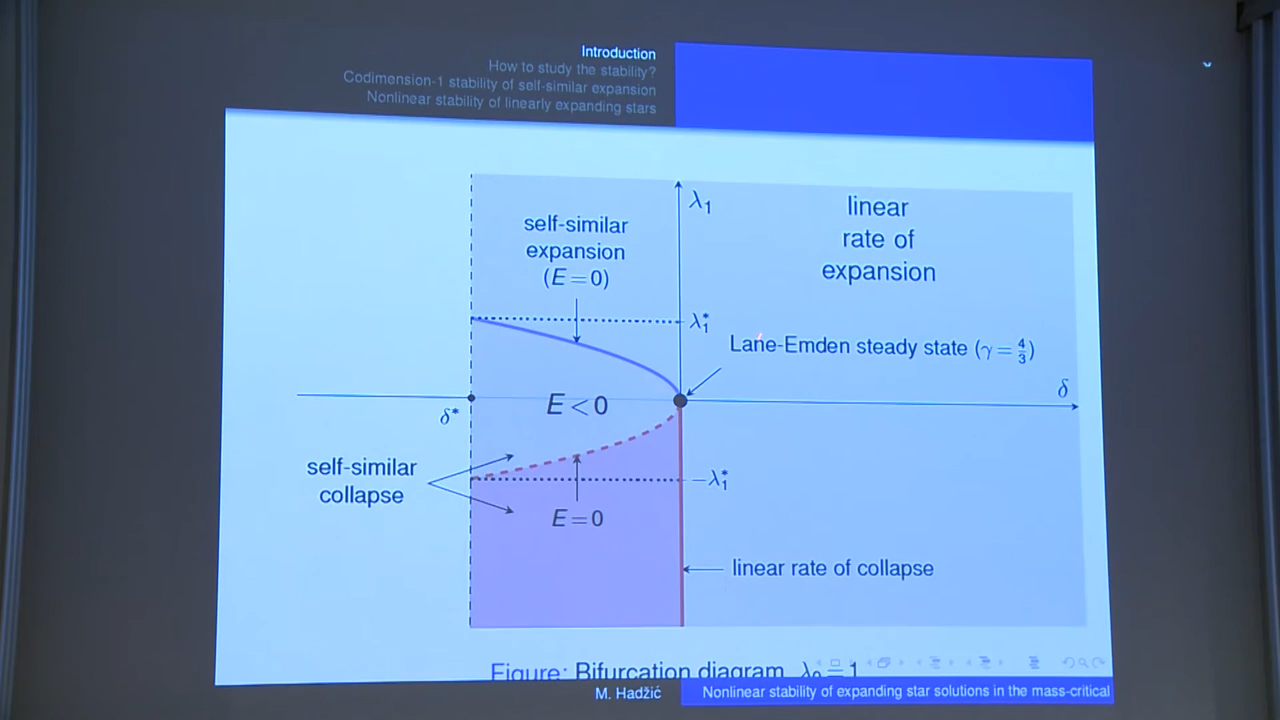 Introduction
How to study the stability?
Codimension-1 stability of self-similar expansion
Nonlinear stability of linearly expanding stars
λ₁
linear
rate of
expansion
self-similar
expansion
(E=0)
λ₁*
Lane-Emden steady state (γ = 4/3)
δ
δ*
E<0
self-similar
collapse
−λ₁*
E=0
linear rate of collapse
Figure: Bifurcation diagram λ₀ = 1
M. Hadžić
Nonlinear stability of expanding star solutions in the mass-critical